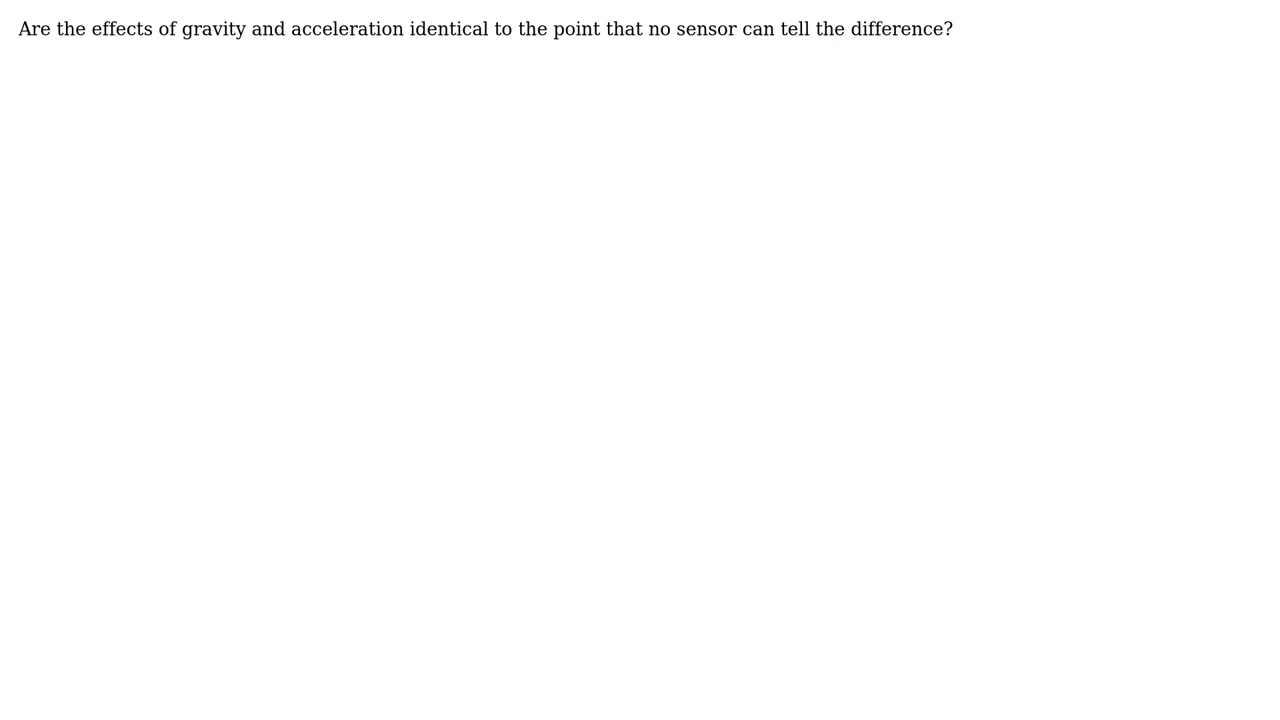 Are the effects of gravity and acceleration identical to the point that no sensor can tell the difference?